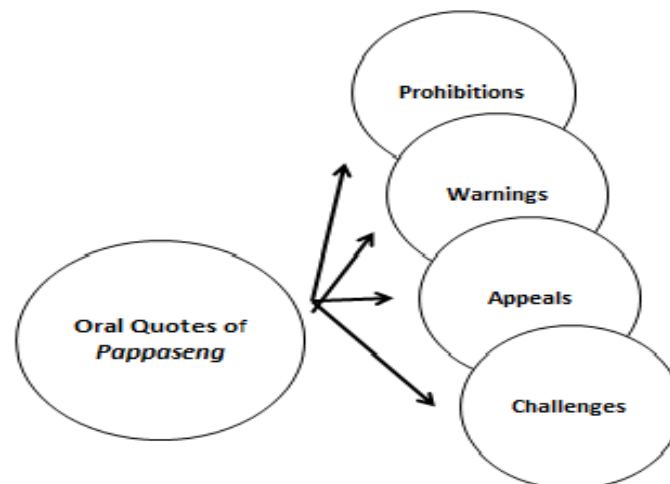 Prohibitions
Warnings
Appeals
Challenges
Oral Quotes of
Pappaseng